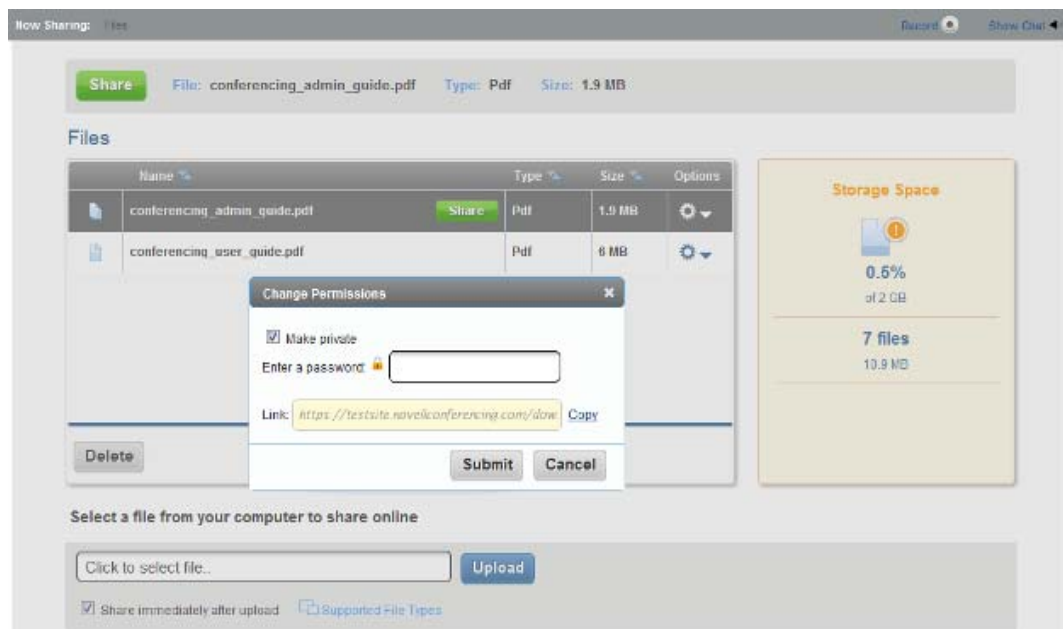 Now Sharing: Files
Record Show Chat
Share File: conferencing_admin_guide.pdf Type: Pdf Size: 1.9 MB
Files
Name Type Size Options
conferencing_admin_guide.pdf Share Pdf 1.9 MB
conferencing_user_guide.pdf Pdf 6 MB
Storage Space
0.5%
of 2 GB
7 files
10.9 MB
Change Permissions
Make private
Enter a password:
Link: https://testsite.novellconferencing.com/dow Copy
Submit Cancel
Delete
Select a file from your computer to share online
Click to select file.. Upload
Share immediately after upload Supported File Types